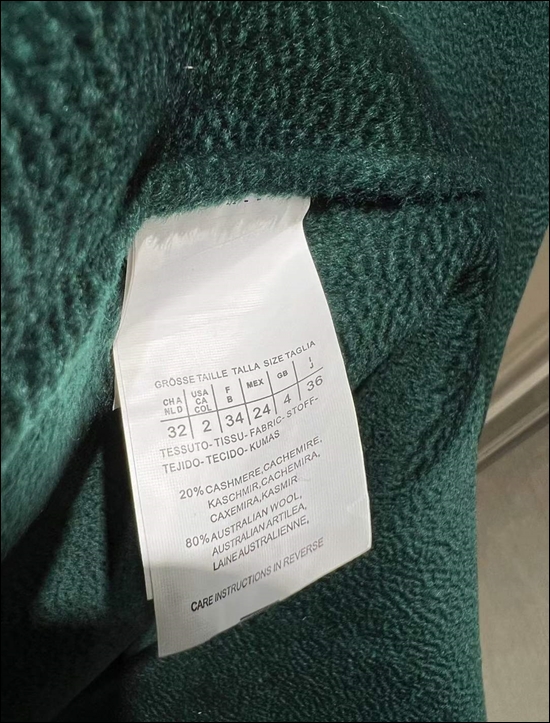 GRÖSSE TAILLE TALLA SIZE TAGLIA
CH A NL D | USA CA COL | F B | MEX | GB | I J
32 | 2 | 34 | 24 | 4 | 36
TESSUTO-TISSU-FABRIC-STOFF-
TEJIDO-TECIDO-KUMAS
20% CASHMERE,CACHEMIRE,
KASCHMIR,CACHEMIRA,
CAXEMIRA,KASMIR
80% AUSTRALIAN WOOL,
AUSTRALIAN ARTILEA,
LAINE AUSTRALIENNE,
CARE INSTRUCTIONS IN REVERSE